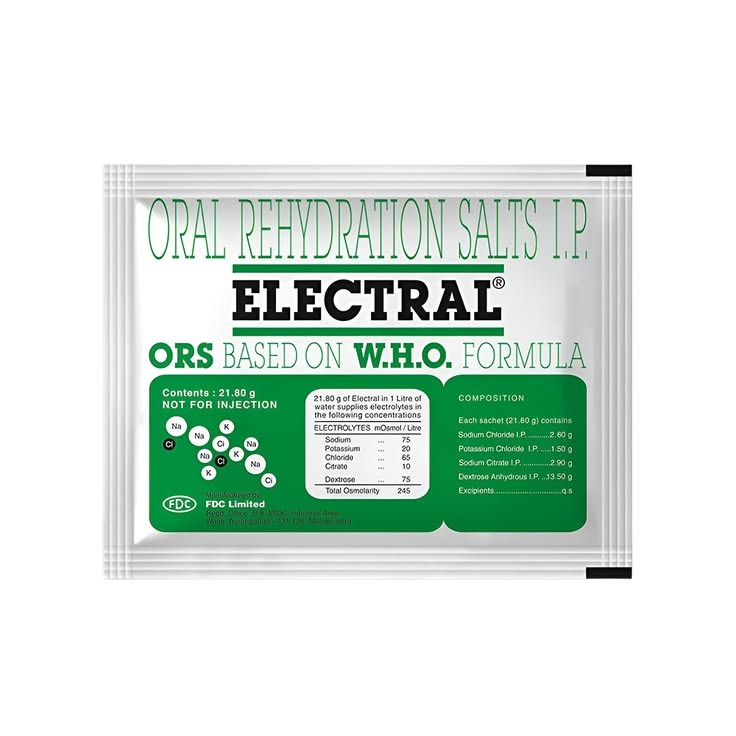 ORAL REHYDRATION SALTS I.P.
ELECTRAL®
ORS BASED ON W.H.O. FORMULA
Contents : 21.80 g
NOT FOR INJECTION
Na
Na
K
Cl
Na
Ci
K
Na
K
Cl
Na
K
Na
Ci
Manufactured by
FDC
FDC Limited
21.80 g of Electral in 1 Litre of
water supplies electrolytes in
the following concentrations
ELECTROLYTES mOsmol / Litre
Sodium ... 75
Potassium ... 20
Chloride ... 65
Citrate ... 10
Dextrose ... 75
Total Osmolarity 245
COMPOSITION
Each sachet (21.80 g) contains
Sodium Chloride I.P. ..........2.60 g
Potassium Chloride I.P. .....1.50 g
Sodium Citrate I.P. ............2.90 g
Dextrose Anhydrous I.P. ..13.50 g
Excipients..............................q.s